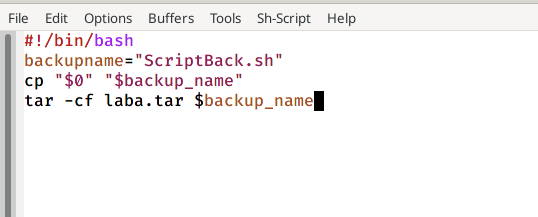 File Edit Options Buffers Tools Sh-Script Help
#!/bin/bash
backupname="ScriptBack.sh"
cp "$0" "$backup_name"
tar -cf laba.tar $backup_name